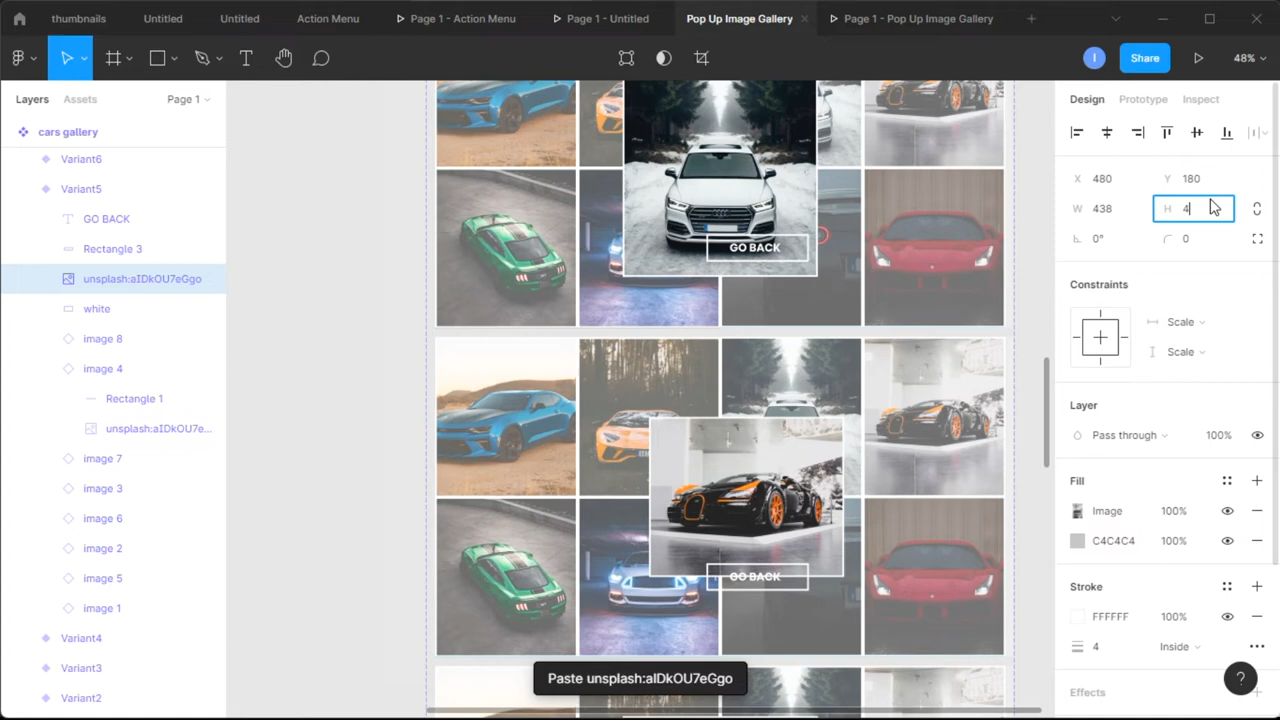 thumbnails Untitled Untitled Action Menu Page 1 - Action Menu Page 1 - Untitled Pop Up Image Gallery Page 1 - Pop Up Image Gallery
I Share 48%
Layers Assets Page 1
cars gallery
Variant6
Variant5
GO BACK
Rectangle 3
unsplash:aIDkOU7eGgo
white
image 8
image 4
Rectangle 1
unsplash:aIDkOU7e...
image 7
image 3
image 6
image 2
image 5
image 1
Variant4
Variant3
Variant2
GO BACK
GO BACK
Paste unsplash:aIDkOU7eGgo
Design Prototype Inspect
X 480 Y 180
W 438 H 4
0° 0
Constraints
Scale
Scale
Layer
Pass through 100%
Fill
Image 100%
C4C4C4 100%
Stroke
FFFFFF 100%
4 Inside
Effects
?